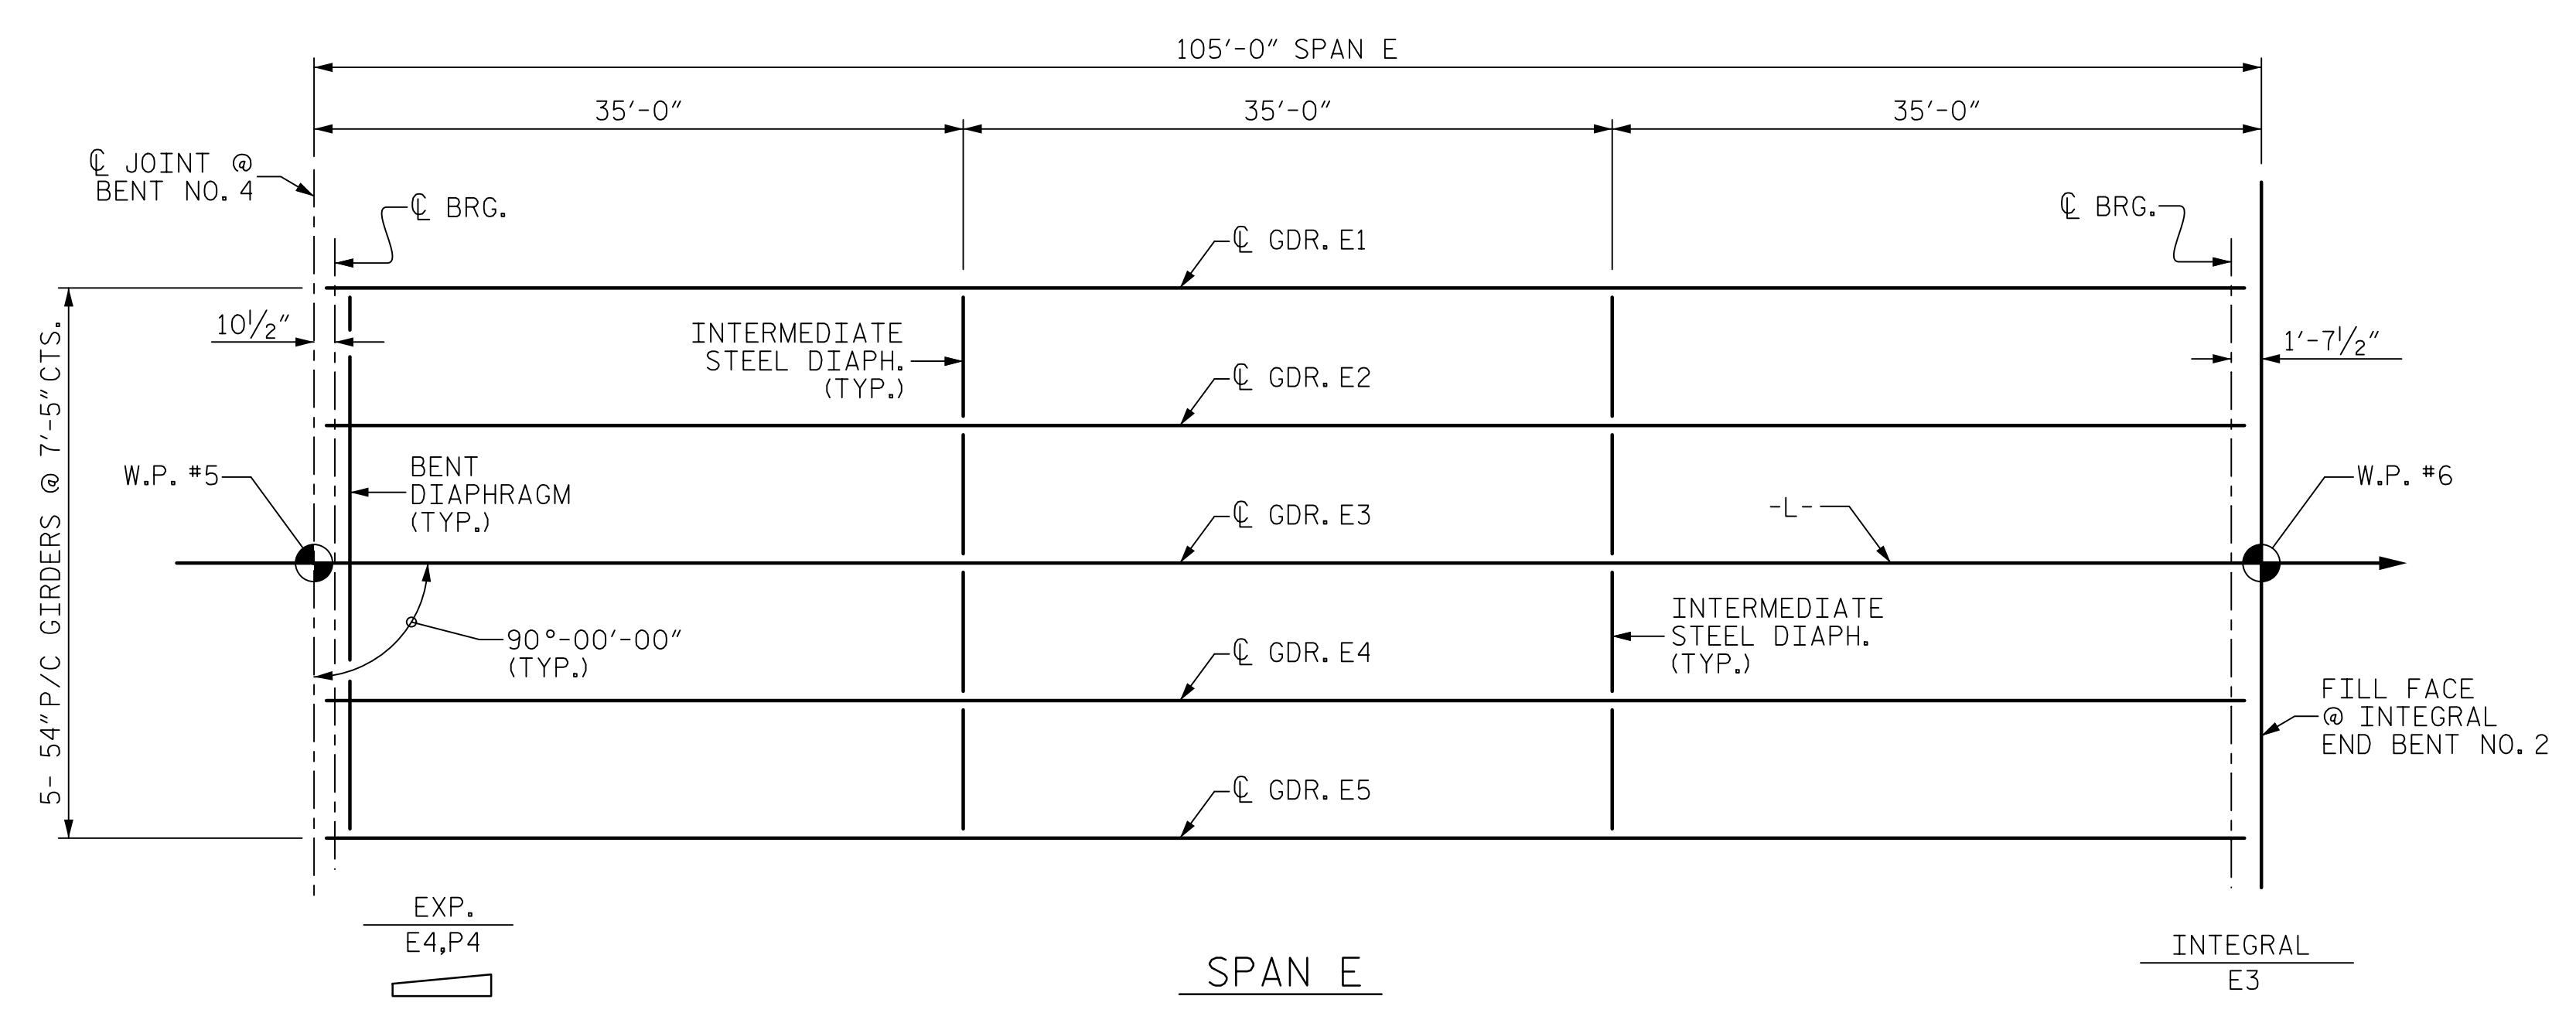 105'-0" SPAN E
35'-0"
35'-0"
35'-0"
℄ JOINT @
BENT NO. 4
℄ BRG.
℄ BRG.
℄ GDR. E1
10½"
INTERMEDIATE
STEEL DIAPH.
(TYP.)
1'-7½"
℄ GDR. E2
5- 54" P/C GIRDERS @ 7'-5" CTS.
W.P. #5
BENT
DIAPHRAGM
(TYP.)
℄ GDR. E3
-L-
W.P. #6
90°-00'-00"
(TYP.)
℄ GDR. E4
INTERMEDIATE
STEEL DIAPH.
(TYP.)
FILL FACE
@ INTEGRAL
END BENT NO. 2
℄ GDR. E5
EXP.
E4,P4
SPAN E
INTEGRAL
E3